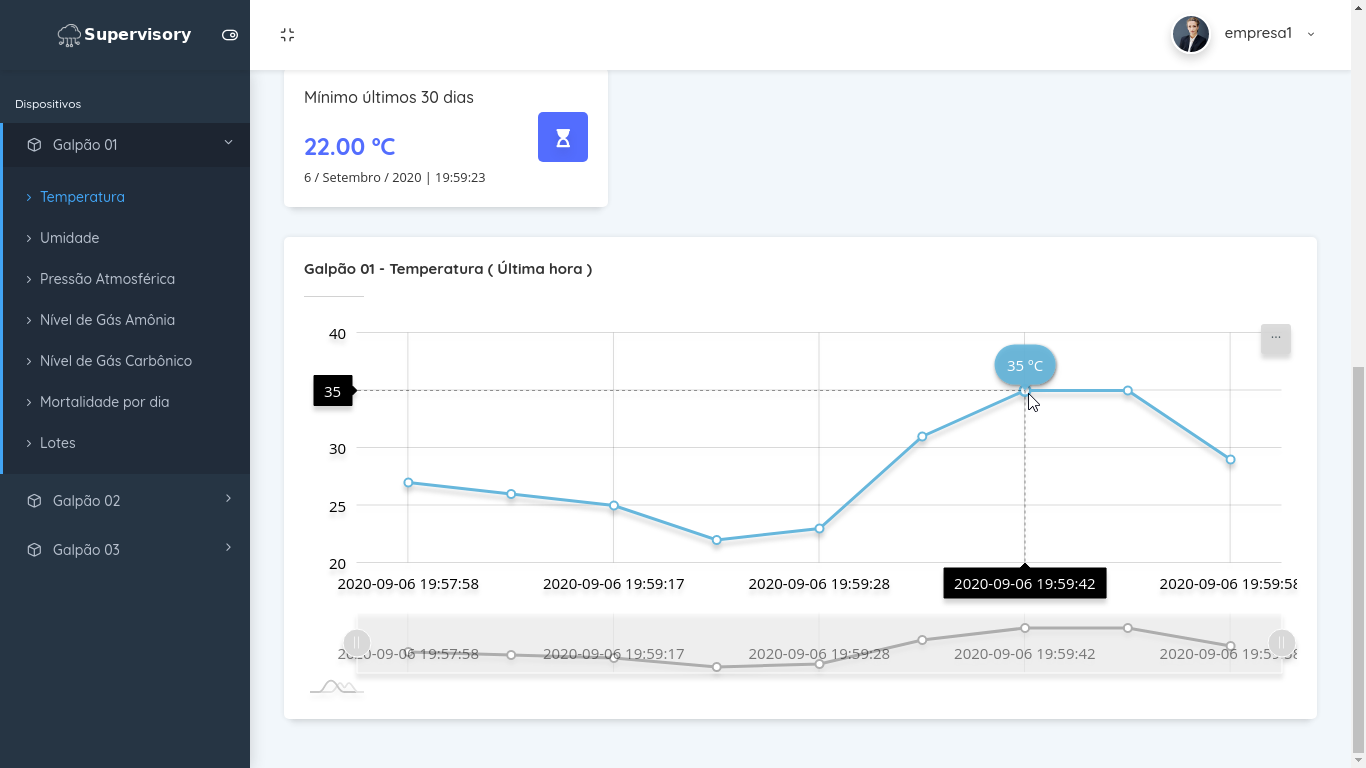 Supervisory
empresa1
Dispositivos
Galpão 01
Temperatura
Umidade
Pressão Atmosférica
Nível de Gás Amônia
Nível de Gás Carbônico
Mortalidade por dia
Lotes
Galpão 02
Galpão 03
Mínimo últimos 30 dias
22.00 ºC
6 / Setembro / 2020 | 19:59:23
Galpão 01 - Temperatura ( Última hora )
...
40
35 ºC
35
30
25
20
2020-09-06 19:57:58 2020-09-06 19:59:17 2020-09-06 19:59:28 2020-09-06 19:59:42 2020-09-06 19:59:58
2020-09-06 19:57:58 2020-09-06 19:59:17 2020-09-06 19:59:28 2020-09-06 19:59:42 2020-09-06 19:59:58